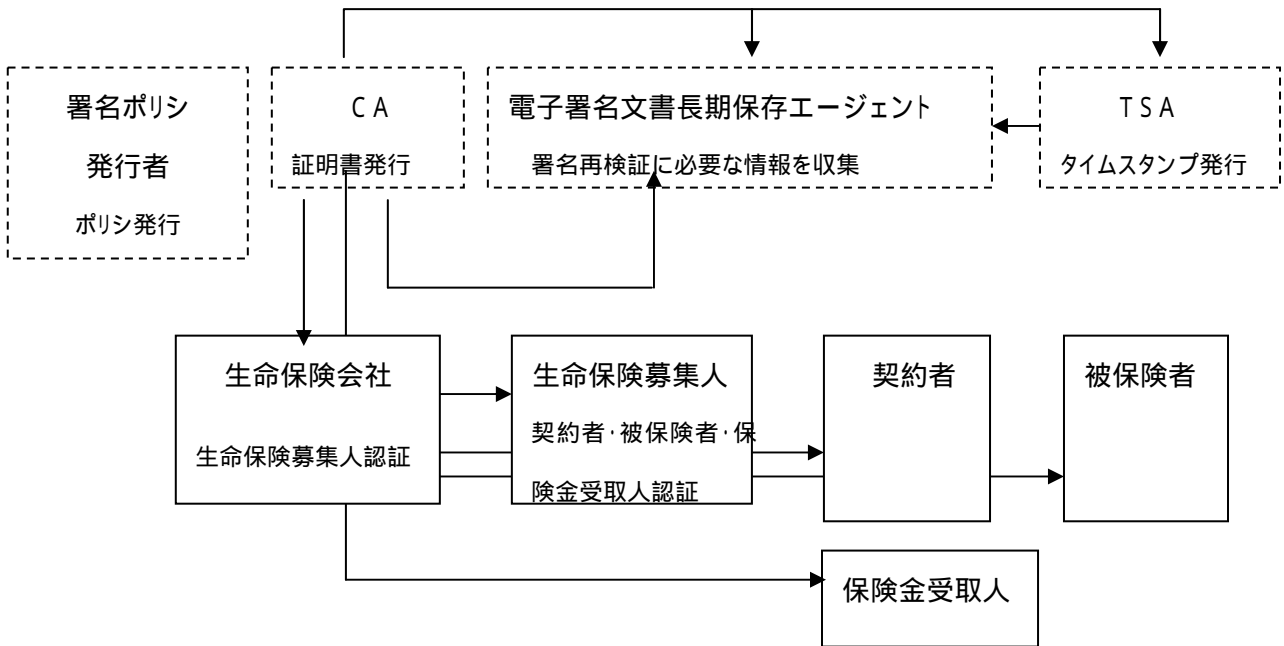 署名ポリシ
発行者
ポリシ発行
CA
証明書発行
電子署名文書長期保存エージェント
署名再検証に必要な情報を収集
TSA
タイムスタンプ発行
生命保険会社
生命保険募集人認証
生命保険募集人
契約者・被保険者・保
険金受取人認証
契約者
被保険者
保険金受取人